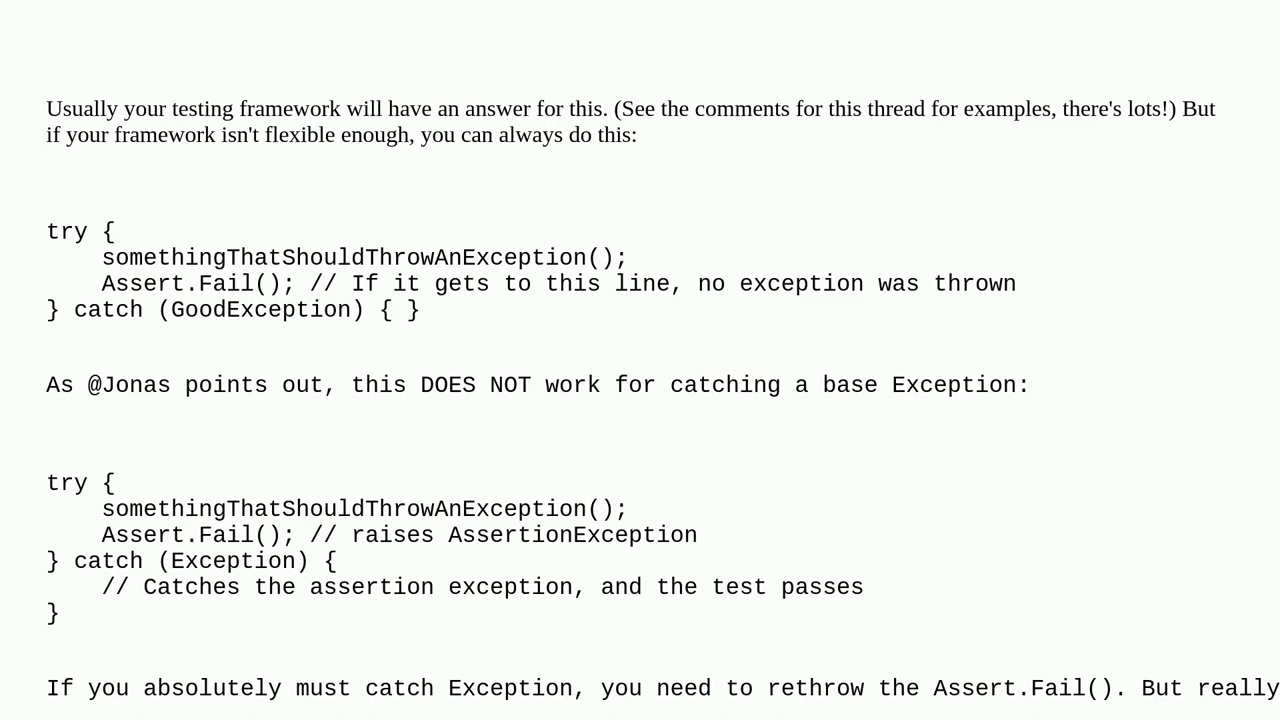 Usually your testing framework will have an answer for this. (See the comments for this thread for examples, there's lots!) But
if your framework isn't flexible enough, you can always do this:
try {
    somethingThatShouldThrowAnException();
    Assert.Fail(); // If it gets to this line, no exception was thrown
} catch (GoodException) { }
As @Jonas points out, this DOES NOT work for catching a base Exception:
try {
    somethingThatShouldThrowAnException();
    Assert.Fail(); // raises AssertionException
} catch (Exception) {
    // Catches the assertion exception, and the test passes
}
If you absolutely must catch Exception, you need to rethrow the Assert.Fail(). But really